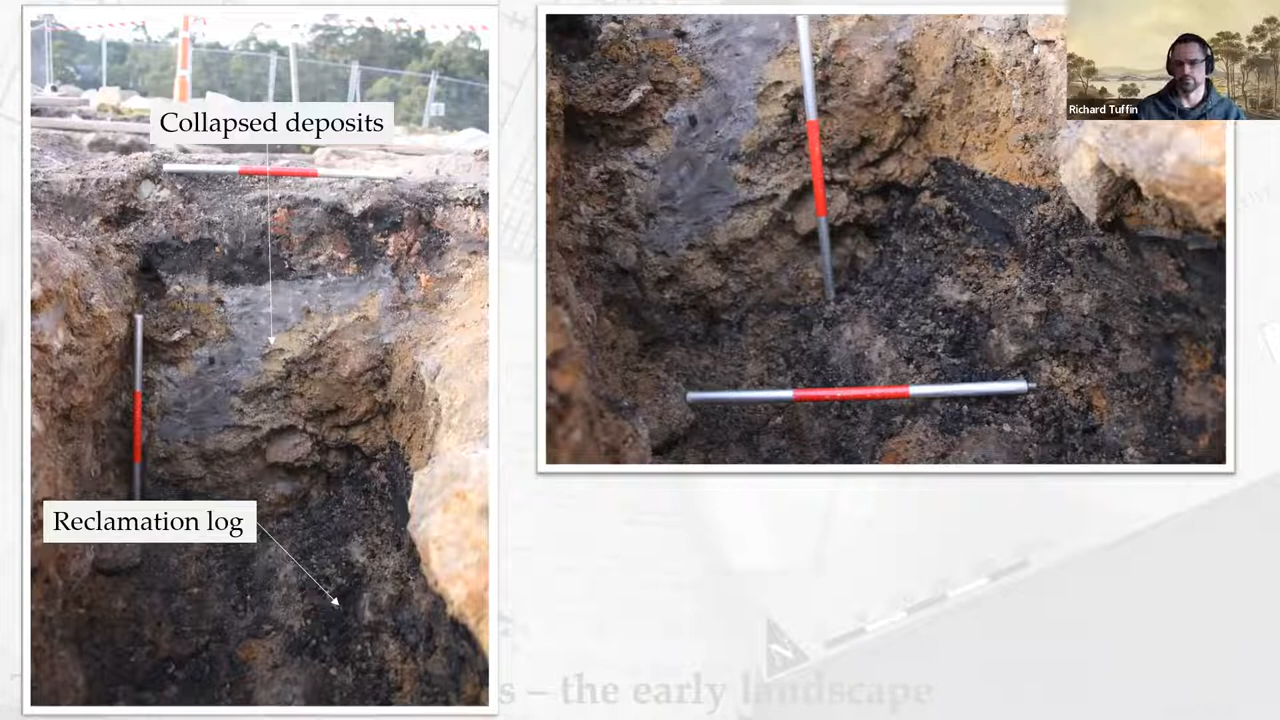 Collapsed deposits
Reclamation log
Richard Tuffin
s – the early landscape